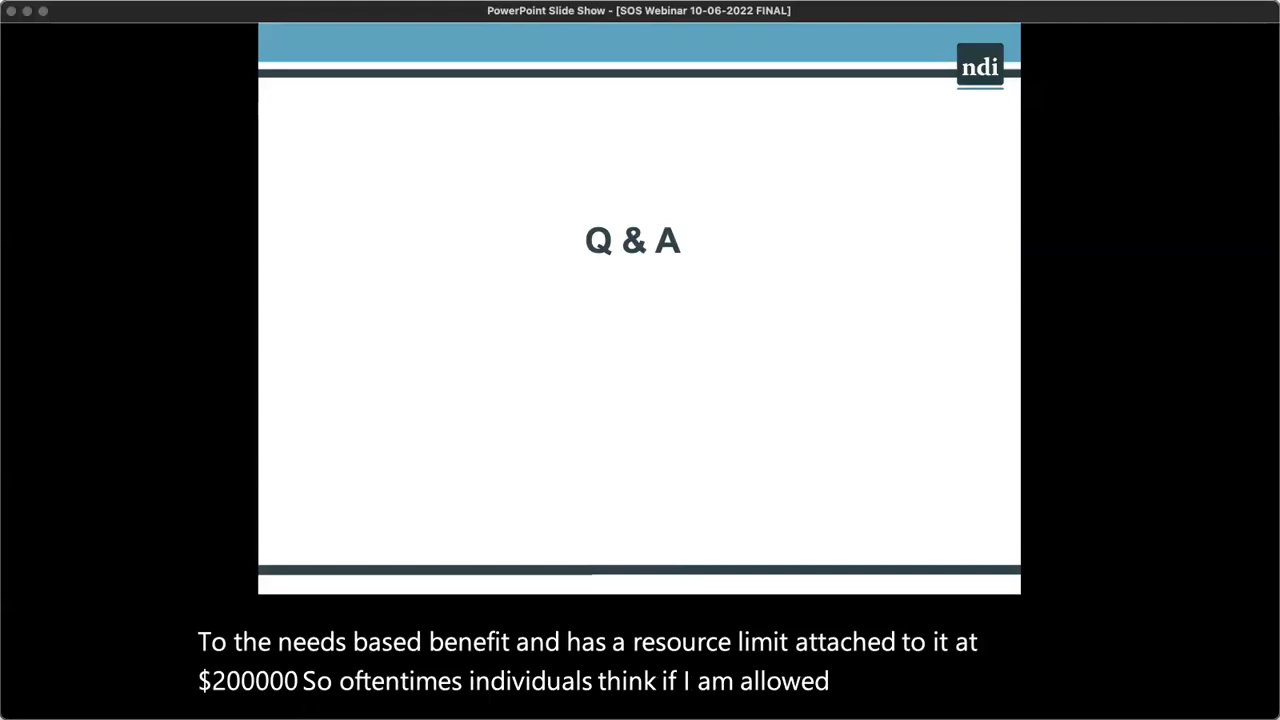 PowerPoint Slide Show - [SOS Webinar 10-06-2022 FINAL]
ndi
Q & A
To the needs based benefit and has a resource limit attached to it at
$200000 So oftentimes individuals think if I am allowed